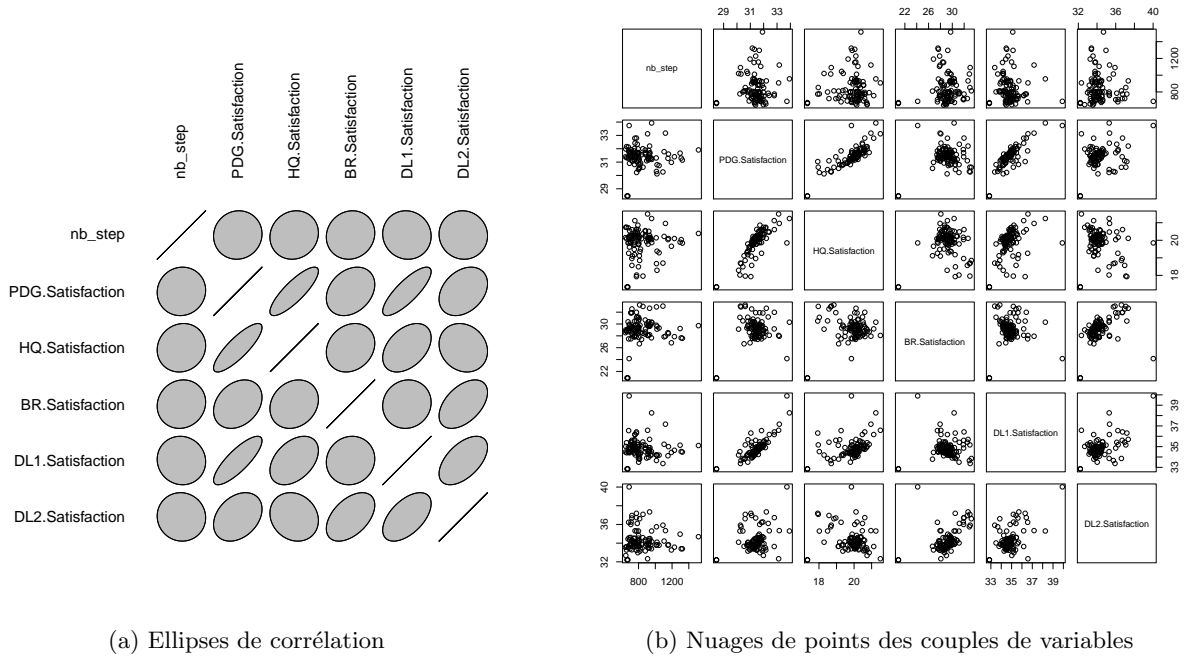 nb_step
PDG.Satisfaction
HQ.Satisfaction
BR.Satisfaction
DL1.Satisfaction
DL2.Satisfaction
nb_step
PDG.Satisfaction
HQ.Satisfaction
BR.Satisfaction
DL1.Satisfaction
DL2.Satisfaction
(a) Ellipses de corrélation
29 31 33
22 24 26 28 30
32 34 36 38 40
nb_step
800 1200
29 31 33
PDG.Satisfaction
HQ.Satisfaction
18 20
22 26 30
BR.Satisfaction
DL1.Satisfaction
33 35 37 39
32 36 40
DL2.Satisfaction
800 1200
18 20
33 35 37 39
(b) Nuages de points des couples de variables